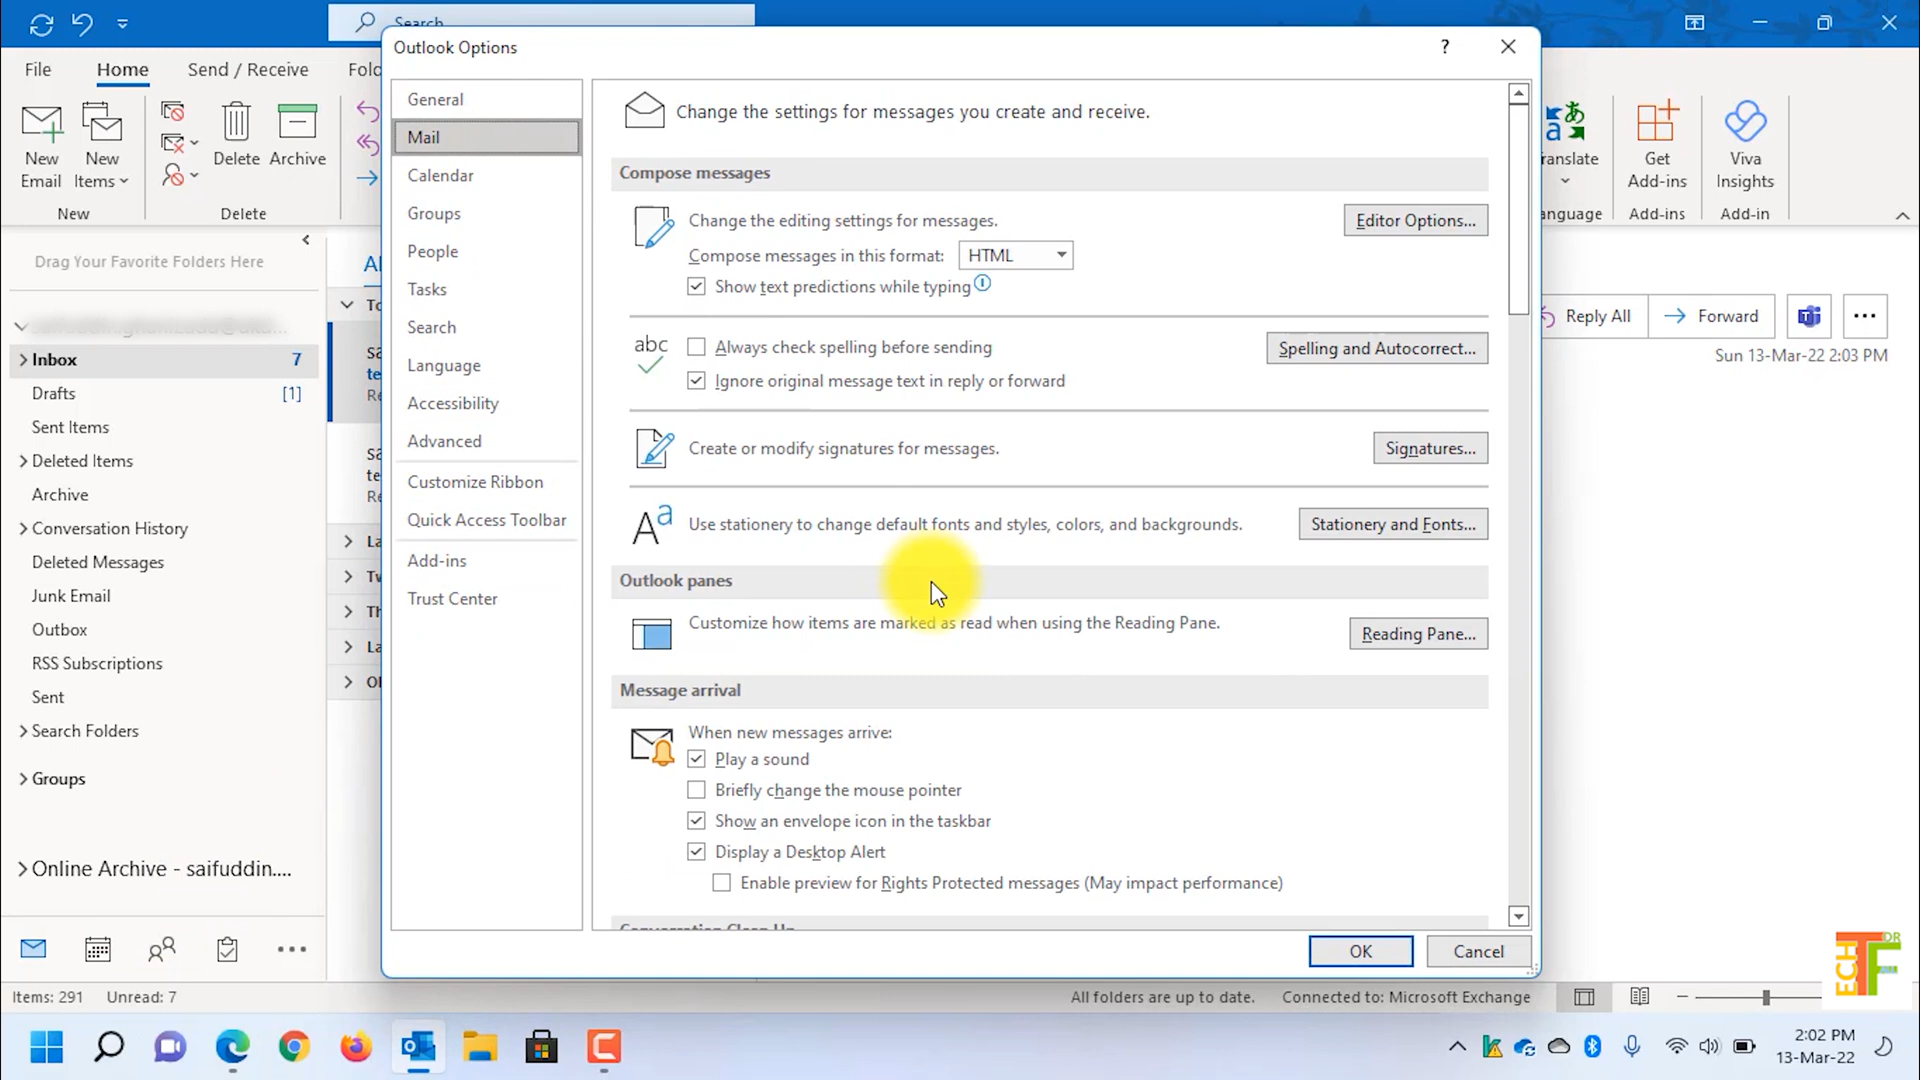 Search
Outlook Options
?
File
Home
Send / Receive
New Email
New Items
Delete
Archive
New
Delete
Translate
Get Add-ins
Viva Insights
Add-ins
Add-in
Drag Your Favorite Folders Here
Inbox 7
Drafts [1]
Sent Items
Deleted Items
Archive
Conversation History
Deleted Messages
Junk Email
Outbox
RSS Subscriptions
Sent
Search Folders
Groups
Online Archive - saifuddin....
General
Mail
Calendar
Groups
People
Tasks
Search
Language
Accessibility
Advanced
Customize Ribbon
Quick Access Toolbar
Add-ins
Trust Center
Change the settings for messages you create and receive.
Compose messages
Change the editing settings for messages.
Editor Options...
Compose messages in this format: HTML
Show text predictions while typing
abc
Always check spelling before sending
Spelling and Autocorrect...
Ignore original message text in reply or forward
Create or modify signatures for messages.
Signatures...
Use stationery to change default fonts and styles, colors, and backgrounds.
Stationery and Fonts...
Outlook panes
Customize how items are marked as read when using the Reading Pane.
Reading Pane...
Message arrival
When new messages arrive:
Play a sound
Briefly change the mouse pointer
Show an envelope icon in the taskbar
Display a Desktop Alert
Enable preview for Rights Protected messages (May impact performance)
Conversation Clean Up
OK
Cancel
Reply All
Forward
Sun 13-Mar-22 2:03 PM
Items: 291
Unread: 7
All folders are up to date.
Connected to: Microsoft Exchange
2:02 PM
13-Mar-22